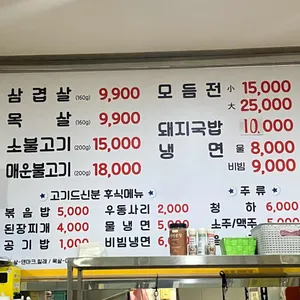 삼겹살 (160g) 9,900
목살 (160g) 9,900
소불고기 (200g) 15,000
매운불고기 (200g) 18,000
모듬전 小 15,000
大 25,000
돼지국밥 10,000
냉면 물 8,000
비빔 9,000
고기드신분 후식메뉴
볶음밥 5,000
된장찌개 4,000
공기밥 1,000
우동사리 2,000
물냉면 5,000
비빔냉면 6,
주류
청하 6,000
소주/맥주 5,000